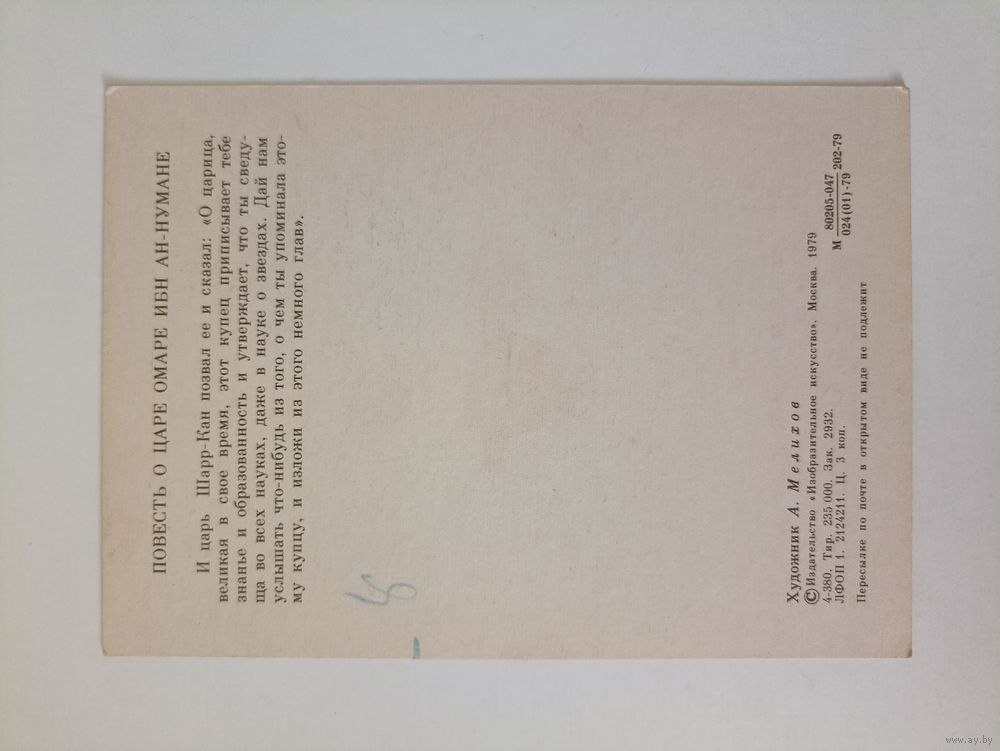 ПОВЕСТЬ О ЦАРЕ ОМАРЕ ИБН АН-НУМАНЕ
И царь Шарр-Кан позвал ее и сказал: «О царица,
великая в свое время, этот купец приписывает тебе
знанье и образованность и утверждает, что ты сведу-
ща во всех науках, даже в науке о звездах. Дай нам
услышать что-нибудь из того, о чем ты упоминала это-
му купцу, и изложи из этого немного глав».
Художник А. Мелихов
© Издательство «Изобразительное искусство», Москва. 1979
4-380. Тир. 235 000. Зак. 2932.
ЛФОП 1. 2124211. Ц. 3 коп.
М 80205-047 202-79
024(01)-79
Пересылке по почте в открытом виде не подлежит
www.ay.by